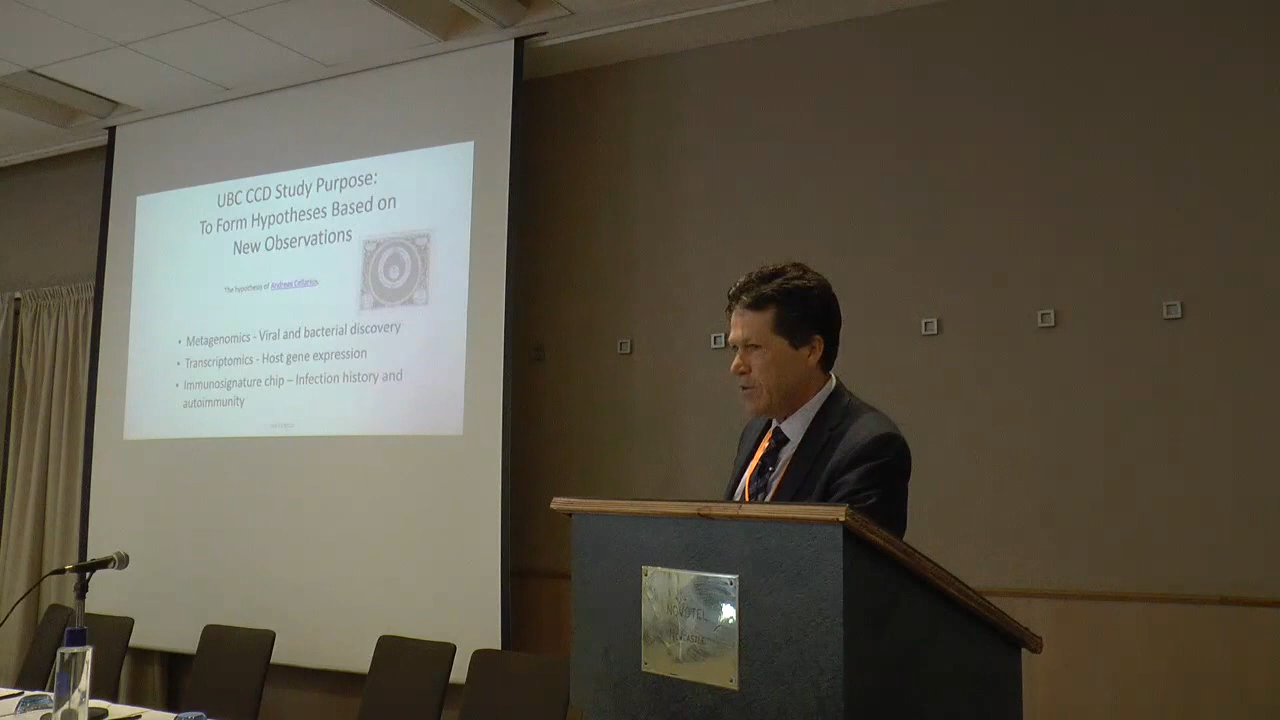 UBC CCD Study Purpose:
To Form Hypotheses Based on
New Observations
The hypothesis of Andreas Cellarius.
• Metagenomics - Viral and bacterial discovery
• Transcriptomics - Host gene expression
• Immunosignature chip – Infection history and
autoimmunity
NOVOTEL
NEWCASTLE